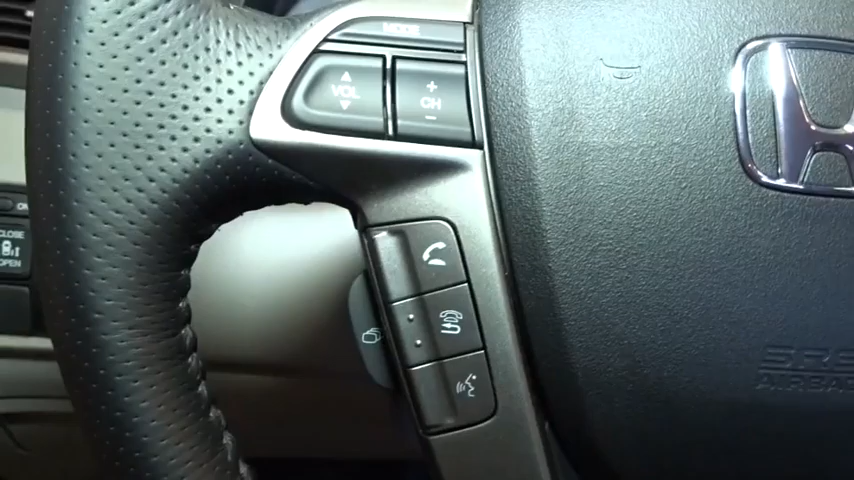 MODE
VOL
+
CH
−
CLOSE
OPEN
SRS
AIRBAG